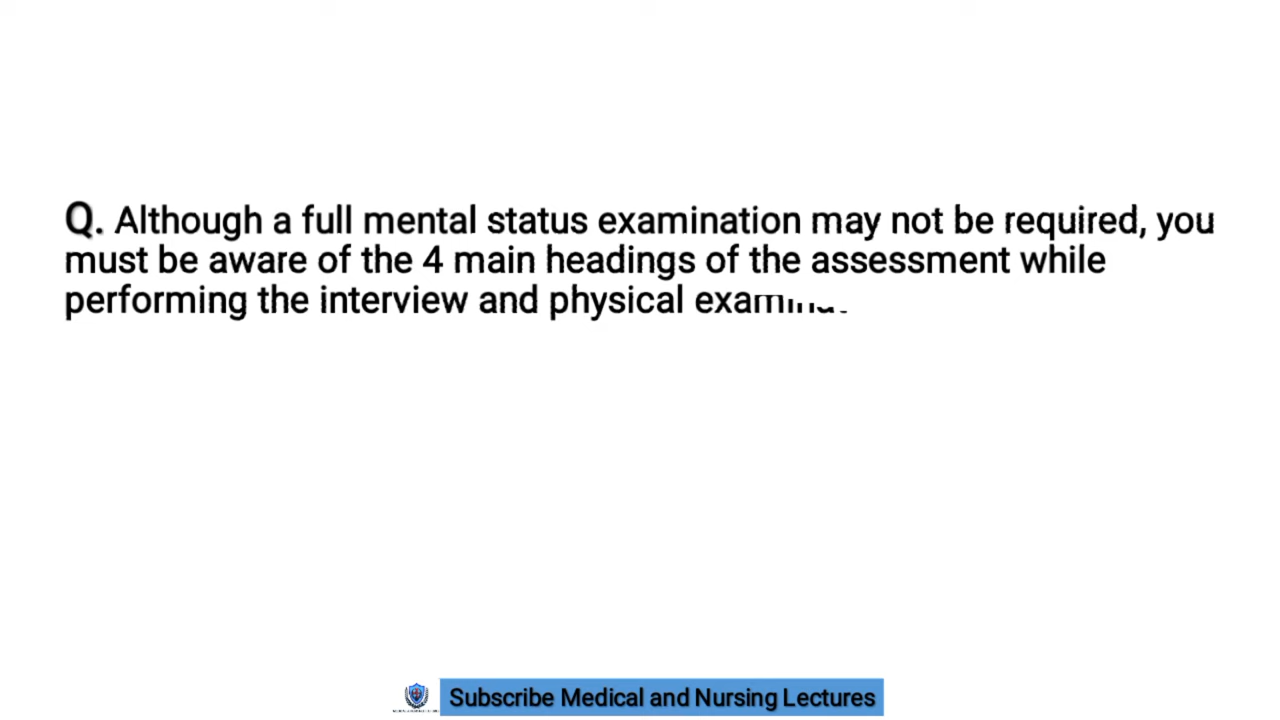 Q. Although a full mental status examination may not be required, you
must be aware of the 4 main headings of the assessment while
performing the interview and physical
Subscribe Medical and Nursing Lectures